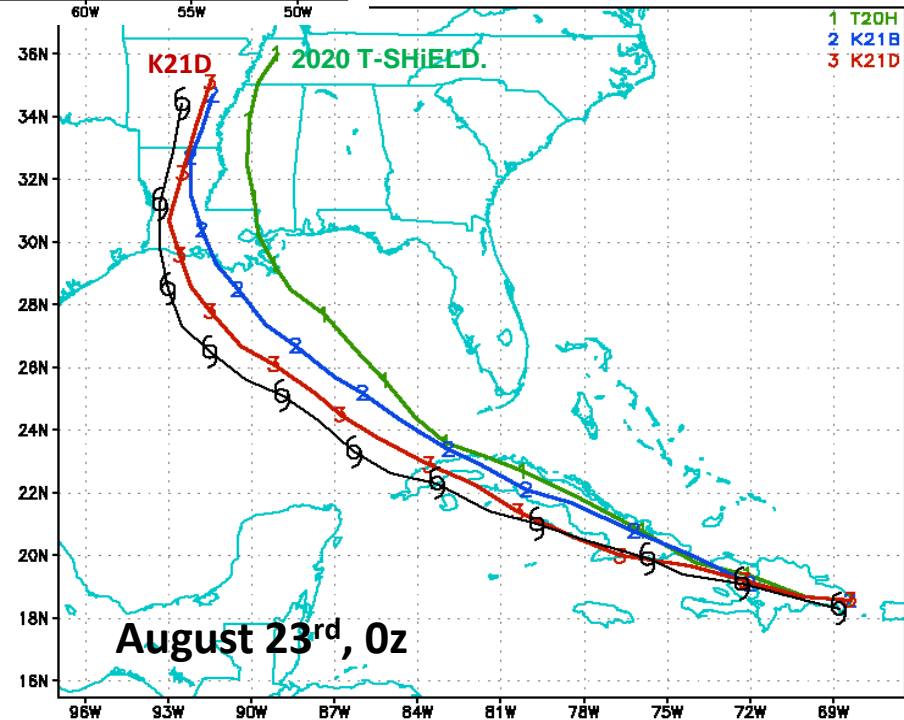 60W 55W 50W
1 T20H
2 K21B
3 K21D
36N
K21D
2020 T-SHiELD.
34N
32N
30N
28N
26N
24N
22N
20N
18N
August 23rd, 0z
16N
96W 93W 90W 87W 84W 81W 78W 75W 72W 69W